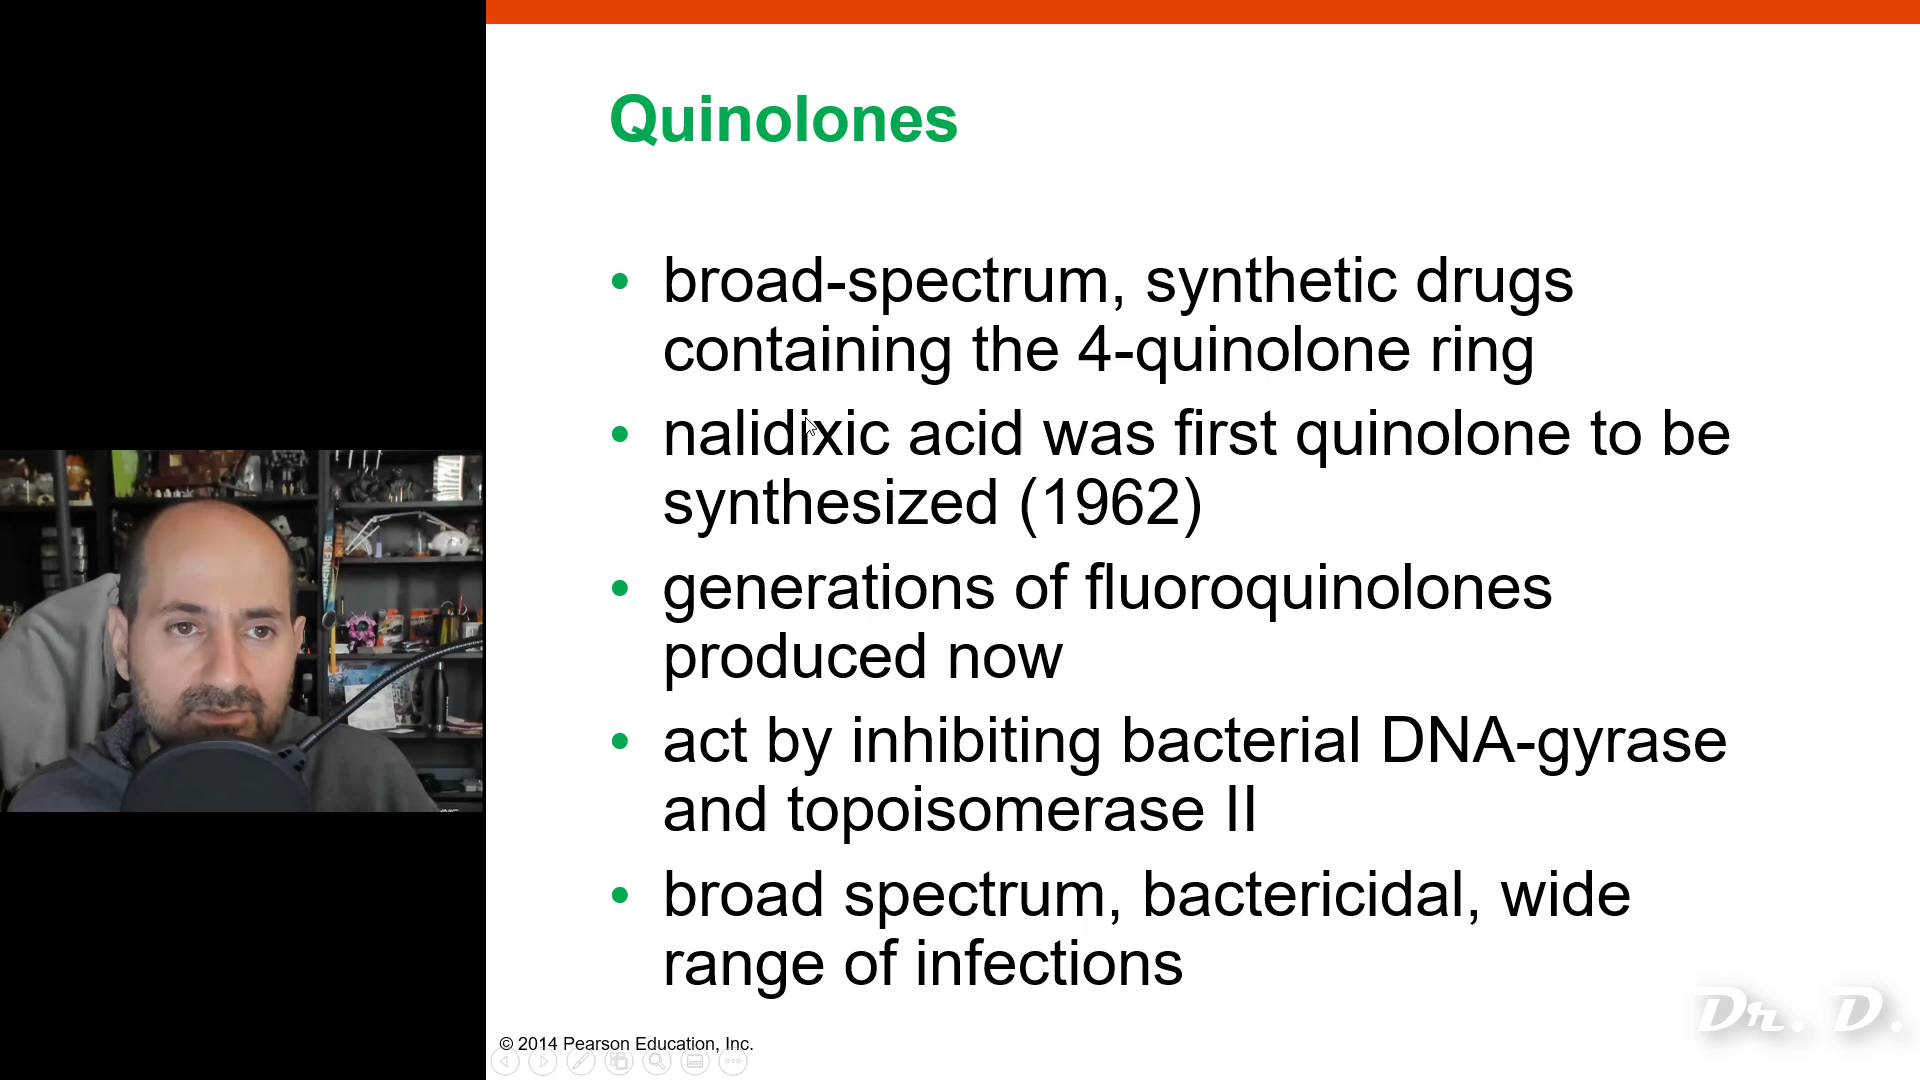 Quinolones
• broad-spectrum, synthetic drugs
containing the 4-quinolone ring
• nalidixic acid was first quinolone to be
synthesized (1962)
• generations of fluoroquinolones
produced now
• act by inhibiting bacterial DNA-gyrase
and topoisomerase II
• broad spectrum, bactericidal, wide
range of infections
© 2014 Pearson Education, Inc.
Dr. D.